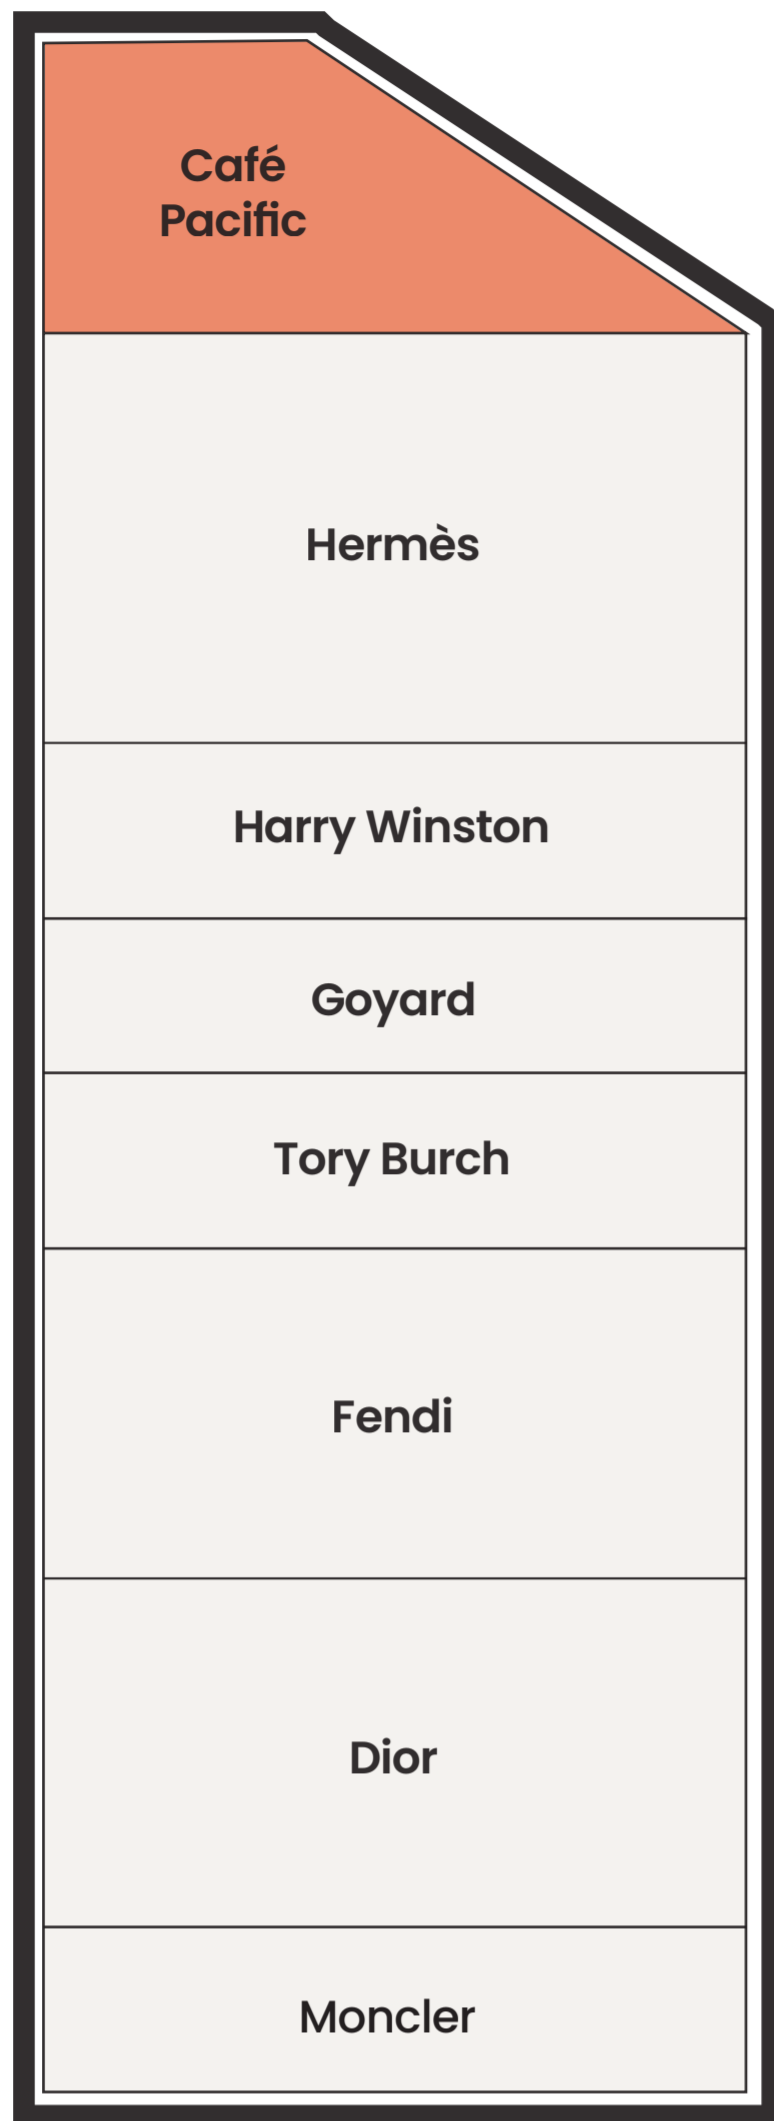 Café
Pacific
Hermès
Harry Winston
Goyard
Tory Burch
Fendi
Dior
Moncler